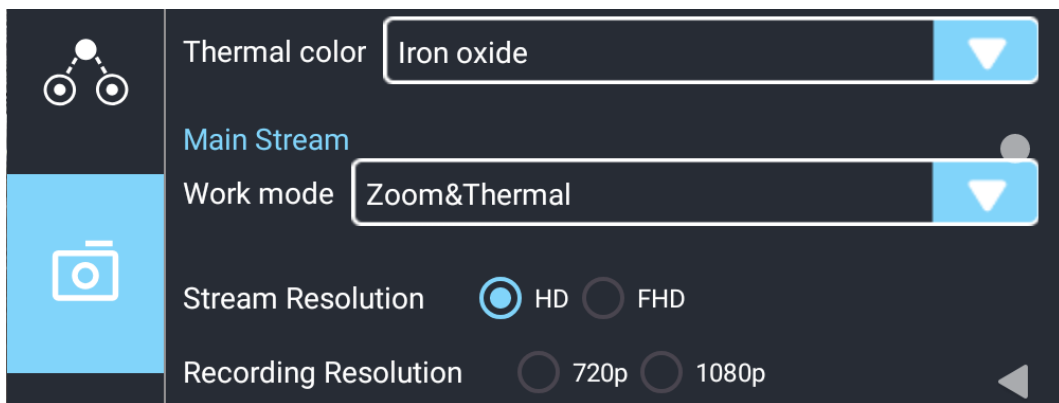 Thermal color Iron oxide
Main Stream
Work mode Zoom&Thermal
Stream Resolution HD FHD
Recording Resolution 720p 1080p